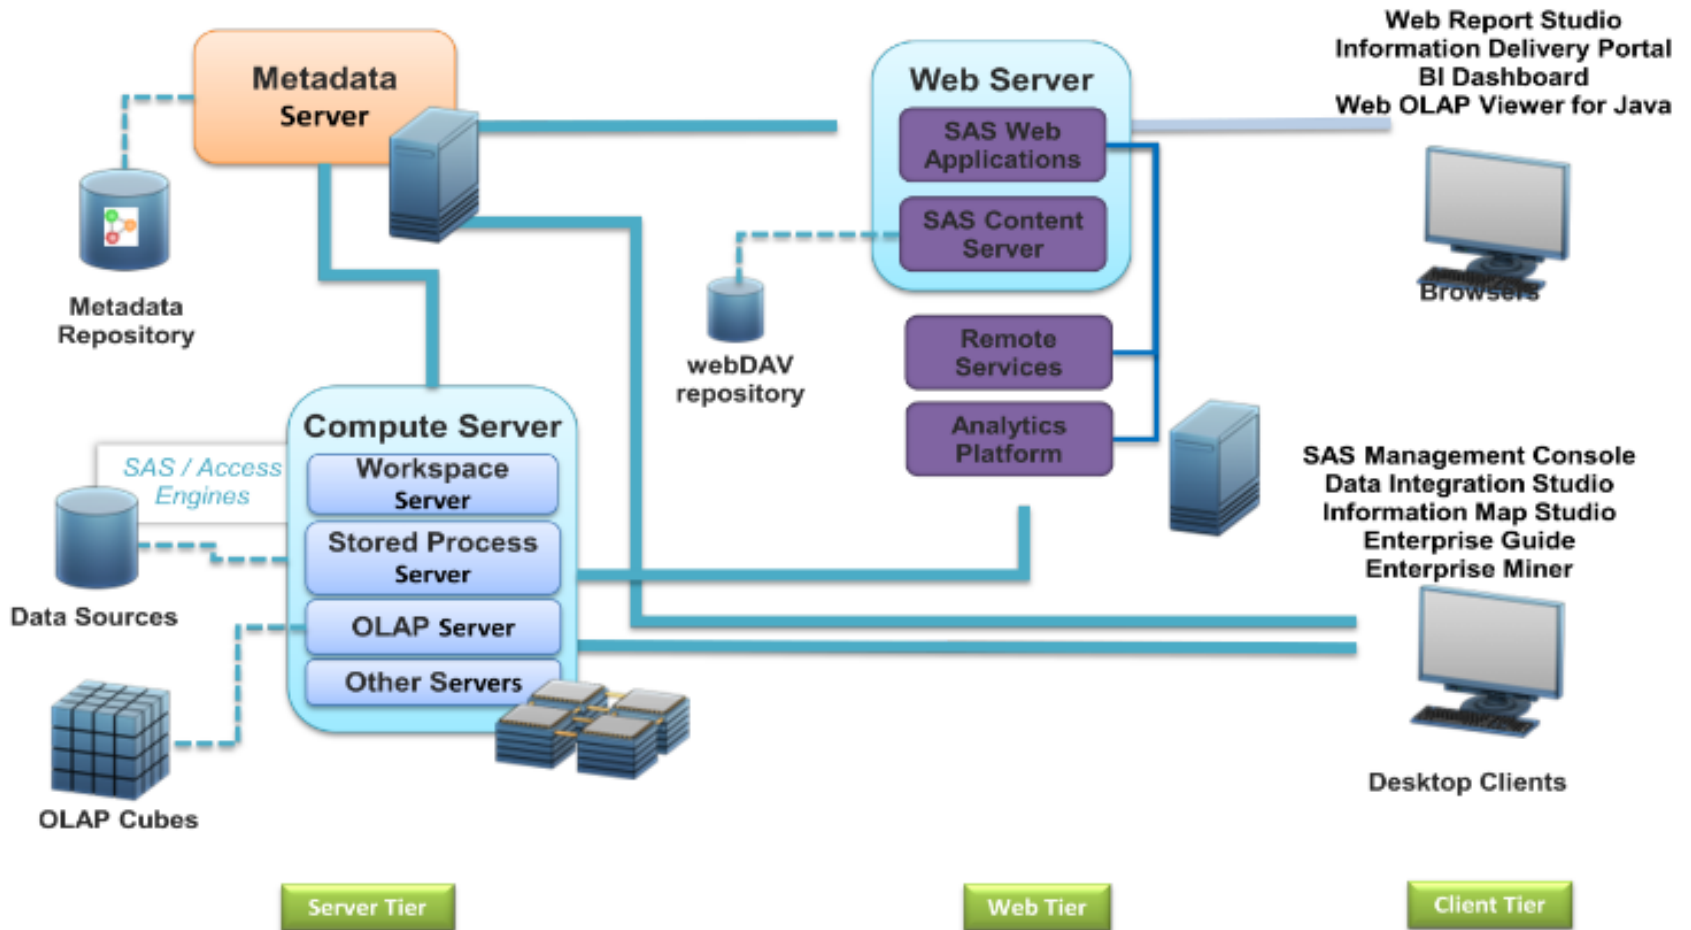 Web Report Studio
Information Delivery Portal
BI Dashboard
Web OLAP Viewer for Java
Metadata
Server
Web Server
SAS Web
Applications
SAS Content
Server
Browsers
Metadata
Repository
webDAV
repository
Remote
Services
Analytics
Platform
Compute Server
SAS / Access
Engines
Workspace
Server
Stored Process
Server
OLAP Server
Other Servers
Data Sources
OLAP Cubes
SAS Management Console
Data Integration Studio
Information Map Studio
Enterprise Guide
Enterprise Miner
Desktop Clients
Server Tier
Web Tier
Client Tier